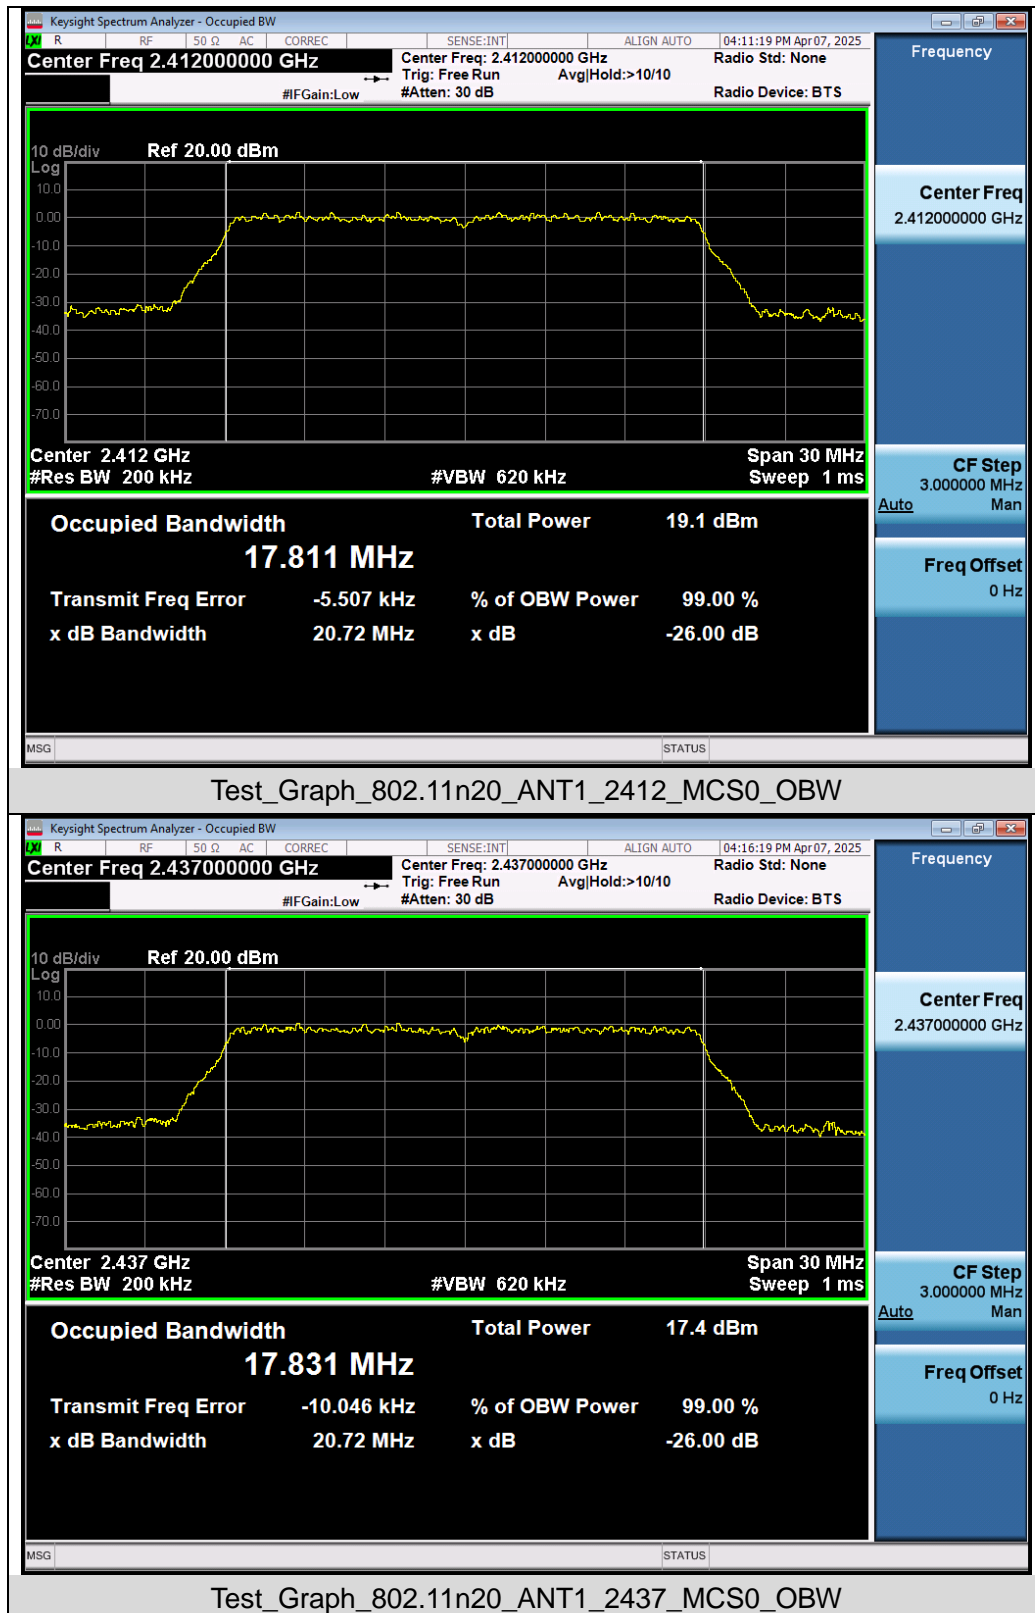 Keysight Spectrum Analyzer - Occupied BW
LXI R RF 50 Ω AC CORREC SENSE:INT ALIGN AUTO 04:11:19 PM Apr 07, 2025
Center Freq 2.412000000 GHz
Center Freq: 2.412000000 GHz Radio Std: None
Trig: Free Run Avg|Hold:>10/10
#IFGain:Low #Atten: 30 dB Radio Device: BTS
Frequency
10 dB/div Ref 20.00 dBm
Log
10.0
0.00
-10.0
-20.0
-30.0
-40.0
-50.0
-60.0
-70.0
Center 2.412 GHz Span 30 MHz
#Res BW 200 kHz #VBW 620 kHz Sweep 1 ms
Center Freq
2.412000000 GHz
CF Step
3.000000 MHz
Auto Man
Freq Offset
0 Hz
Occupied Bandwidth Total Power 19.1 dBm
17.811 MHz
Transmit Freq Error -5.507 kHz % of OBW Power 99.00 %
x dB Bandwidth 20.72 MHz x dB -26.00 dB
MSG STATUS
Test_Graph_802.11n20_ANT1_2412_MCS0_OBW
Keysight Spectrum Analyzer - Occupied BW
LXI R RF 50 Ω AC CORREC SENSE:INT ALIGN AUTO 04:16:19 PM Apr 07, 2025
Center Freq 2.437000000 GHz
Center Freq: 2.437000000 GHz Radio Std: None
Trig: Free Run Avg|Hold:>10/10
#IFGain:Low #Atten: 30 dB Radio Device: BTS
Frequency
10 dB/div Ref 20.00 dBm
Log
10.0
0.00
-10.0
-20.0
-30.0
-40.0
-50.0
-60.0
-70.0
Center 2.437 GHz Span 30 MHz
#Res BW 200 kHz #VBW 620 kHz Sweep 1 ms
Center Freq
2.437000000 GHz
CF Step
3.000000 MHz
Auto Man
Freq Offset
0 Hz
Occupied Bandwidth Total Power 17.4 dBm
17.831 MHz
Transmit Freq Error -10.046 kHz % of OBW Power 99.00 %
x dB Bandwidth 20.72 MHz x dB -26.00 dB
MSG STATUS
Test_Graph_802.11n20_ANT1_2437_MCS0_OBW